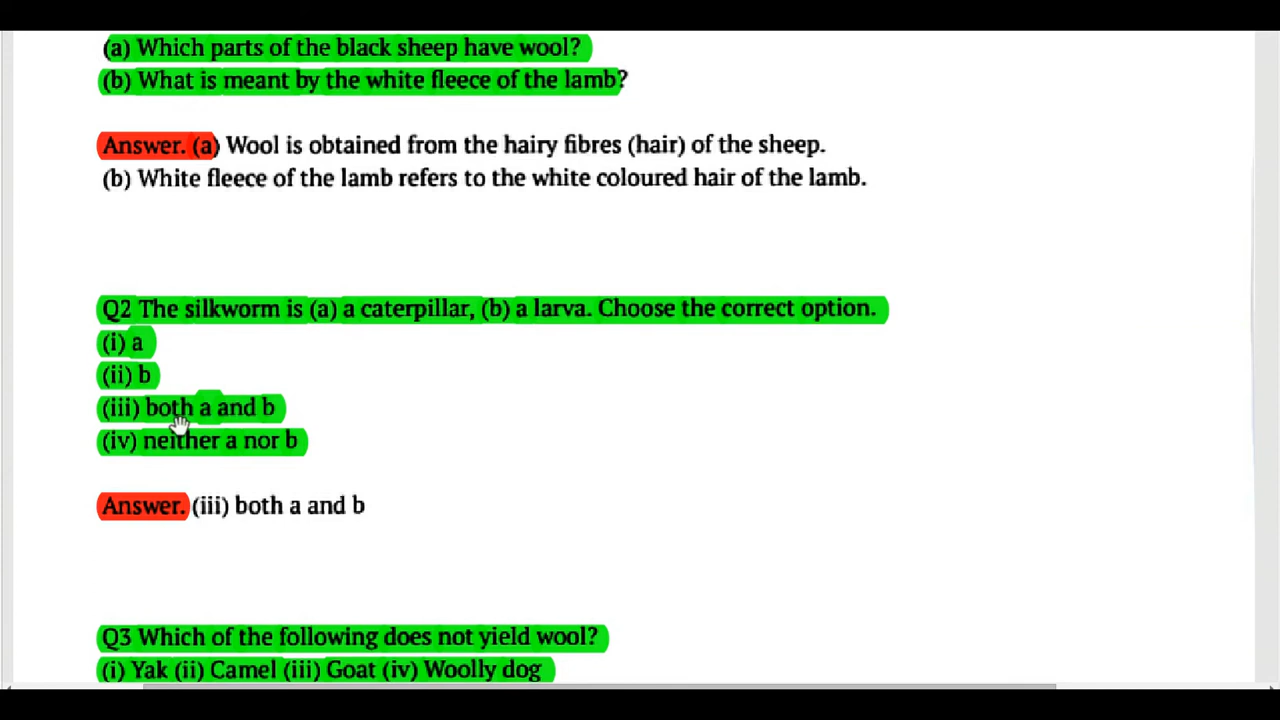 (a) Which parts of the black sheep have wool?
(b) What is meant by the white fleece of the lamb?
Answer. (a) Wool is obtained from the hairy fibres (hair) of the sheep.
(b) White fleece of the lamb refers to the white coloured hair of the lamb.
Q2 The silkworm is (a) a caterpillar, (b) a larva. Choose the correct option.
(i) a
(ii) b
(iii) both a and b
(iv) neither a nor b
Answer. (iii) both a and b
Q3 Which of the following does not yield wool?
(i) Yak (ii) Camel (iii) Goat (iv) Woolly dog